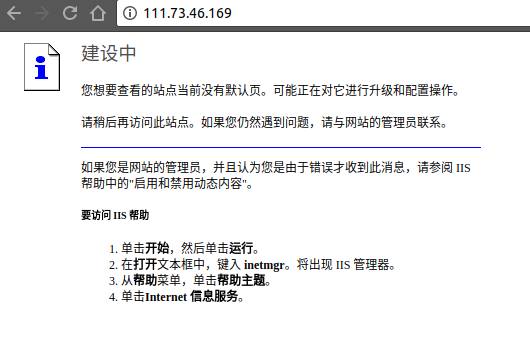 111.73.46.169
建设中
您想要查看的站点当前没有默认页。可能正在对它进行升级和配置操作。
请稍后再访问此站点。如果您仍然遇到问题，请与网站的管理员联系。
如果您是网站的管理员，并且认为您是由于错误才收到此消息，请参阅 IIS
帮助中的"启用和禁用动态内容"。
要访问 IIS 帮助
1. 单击开始，然后单击运行。
2. 在打开文本框中，键入 inetmgr。将出现 IIS 管理器。
3. 从帮助菜单，单击帮助主题。
4. 单击Internet 信息服务。